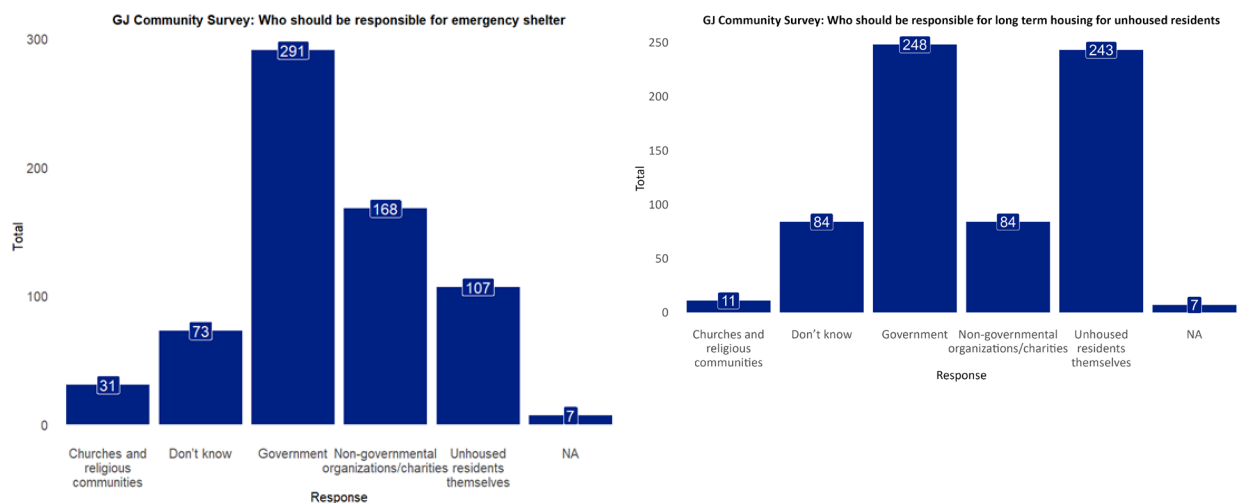 GJ Community Survey: Who should be responsible for emergency shelter
300
200
100
0
Total
291
168
107
73
31
7
Churches and
religious
communities
Don't know
Government
Non-governmental
organizations/charities
Unhoused
residents
themselves
NA
Response
GJ Community Survey: Who should be responsible for long term housing for unhoused residents
250
200
150
100
50
0
Total
11
84
248
84
243
7
Churches and
religious
communities
Don't know
Government
Non-governmental
organizations/charities
Unhoused
residents
themselves
NA
Response